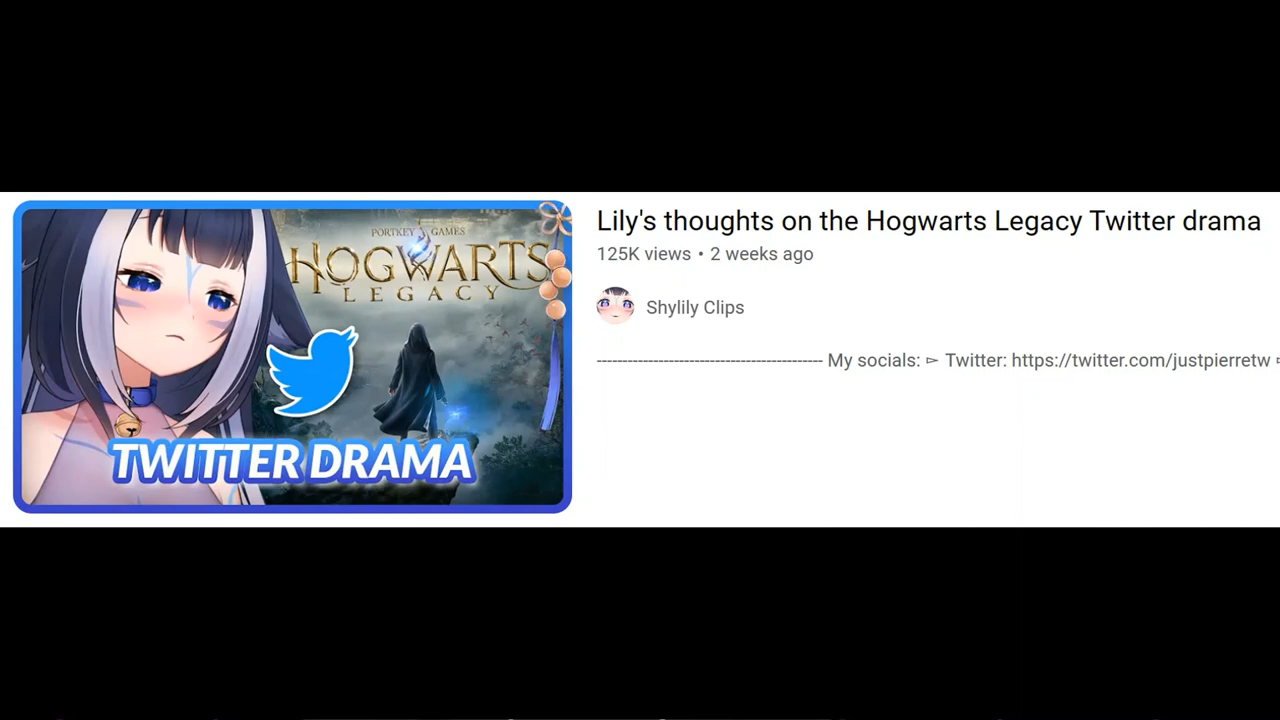 PORTKEY GAMES
HOGWARTS
LEGACY
TWITTER DRAMA
Lily's thoughts on the Hogwarts Legacy Twitter drama
125K views • 2 weeks ago
Shylily Clips
------------------------------------------- My socials: ▻ Twitter: https://twitter.com/justpierretw